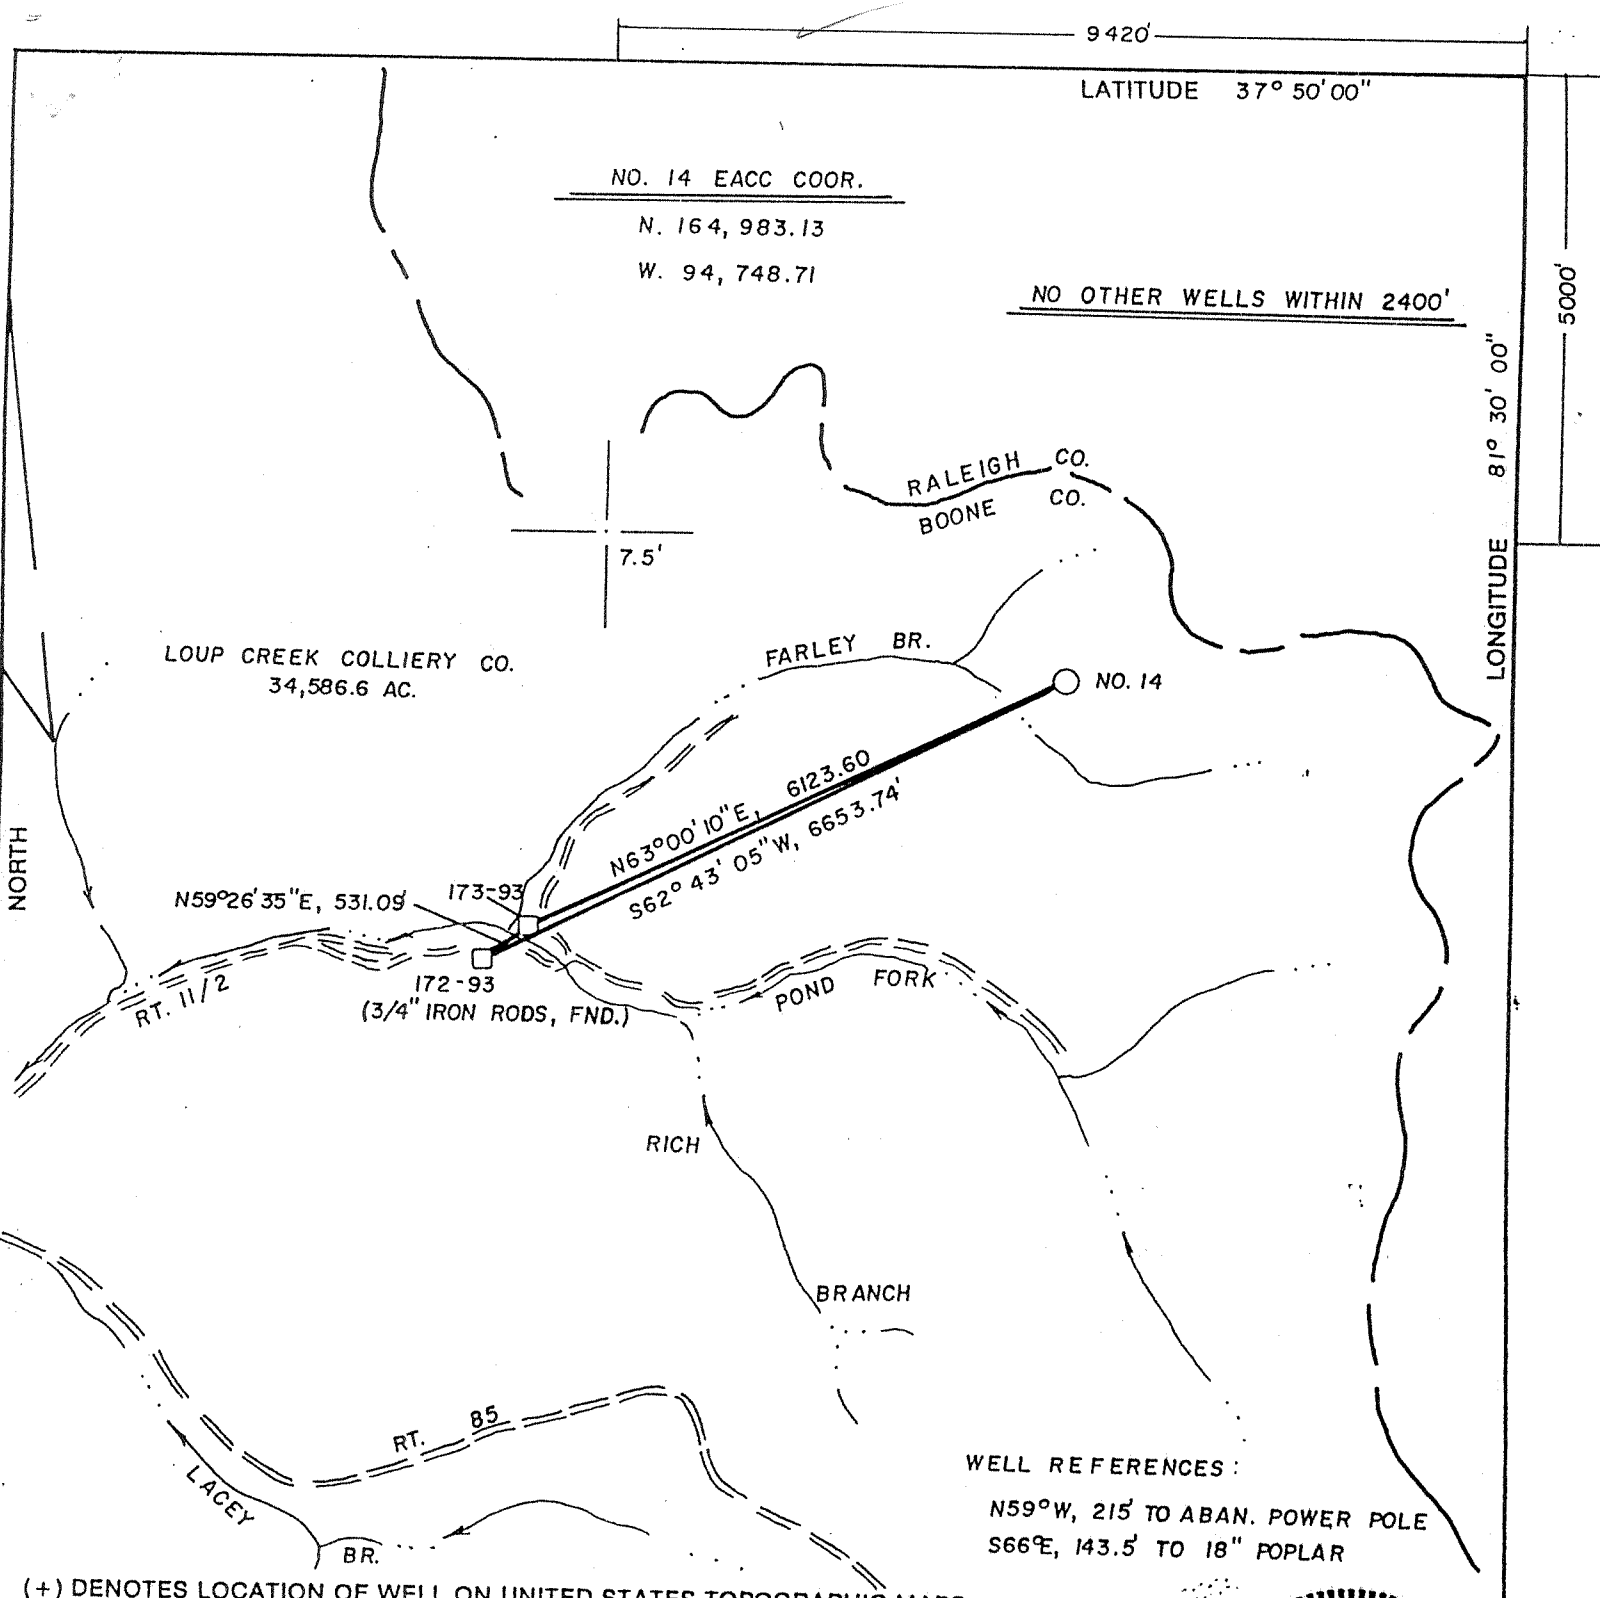 9420'
LATITUDE 37° 50' 00"
NO. 14 EACC COOR.
N. 164, 983.13
W. 94, 748.71
NO OTHER WELLS WITHIN 2400'
5000'
LONGITUDE 81° 30' 00"
RALEIGH CO.
BOONE CO.
7.5'
LOUP CREEK COLLIERY CO.
34,586.6 AC.
FARLEY BR.
NO. 14
N63°00'10"E, 6123.60
S62° 43' 05"W, 6653.74'
NORTH
173-93
N59°26'35"E, 531.09'
172-93
(3/4" IRON RODS, FND.)
RT. 11/2
POND FORK
RICH
BRANCH
RT. 85
LACEY
BR.
WELL REFERENCES:
N59°W, 215' TO ABAN. POWER POLE
S66°E, 143.5' TO 18" POPLAR
(+) DENOTES LOCATION OF WELL ON UNITED STATES TOPOGRAPHIC MAPS